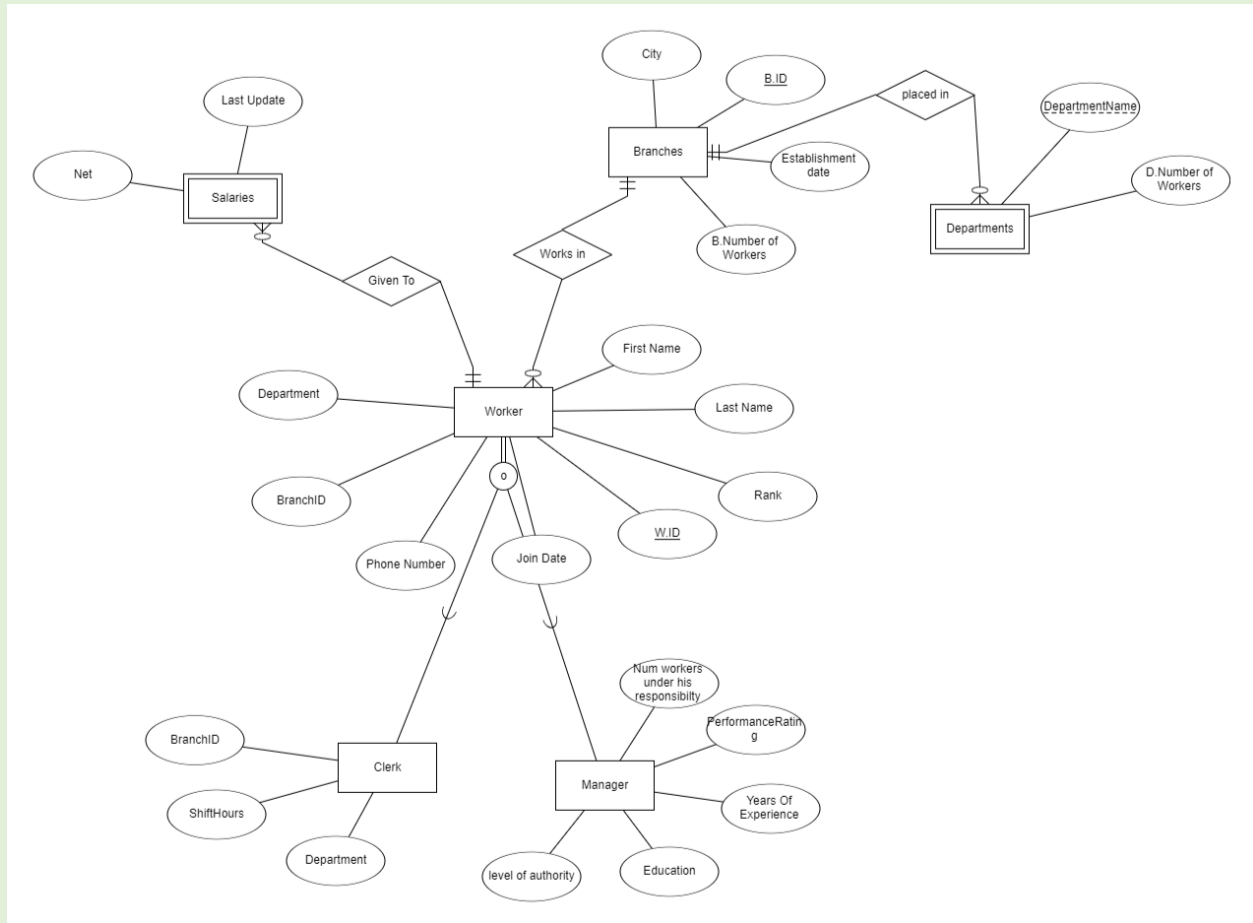 City
B.ID
Last Update
placed in
DepartmentName
Branches
Establishment
date
Net
Salaries
D.Number of
Workers
Departments
B.Number of
Workers
Works in
Given To
First Name
Department
Worker
Last Name
o
BranchID
Rank
W.ID
Phone Number
Join Date
Num workers
under his
responsibilty
PerformanceRatin
g
BranchID
Clerk
Manager
ShiftHours
Years Of
Experience
Department
level of authority
Education